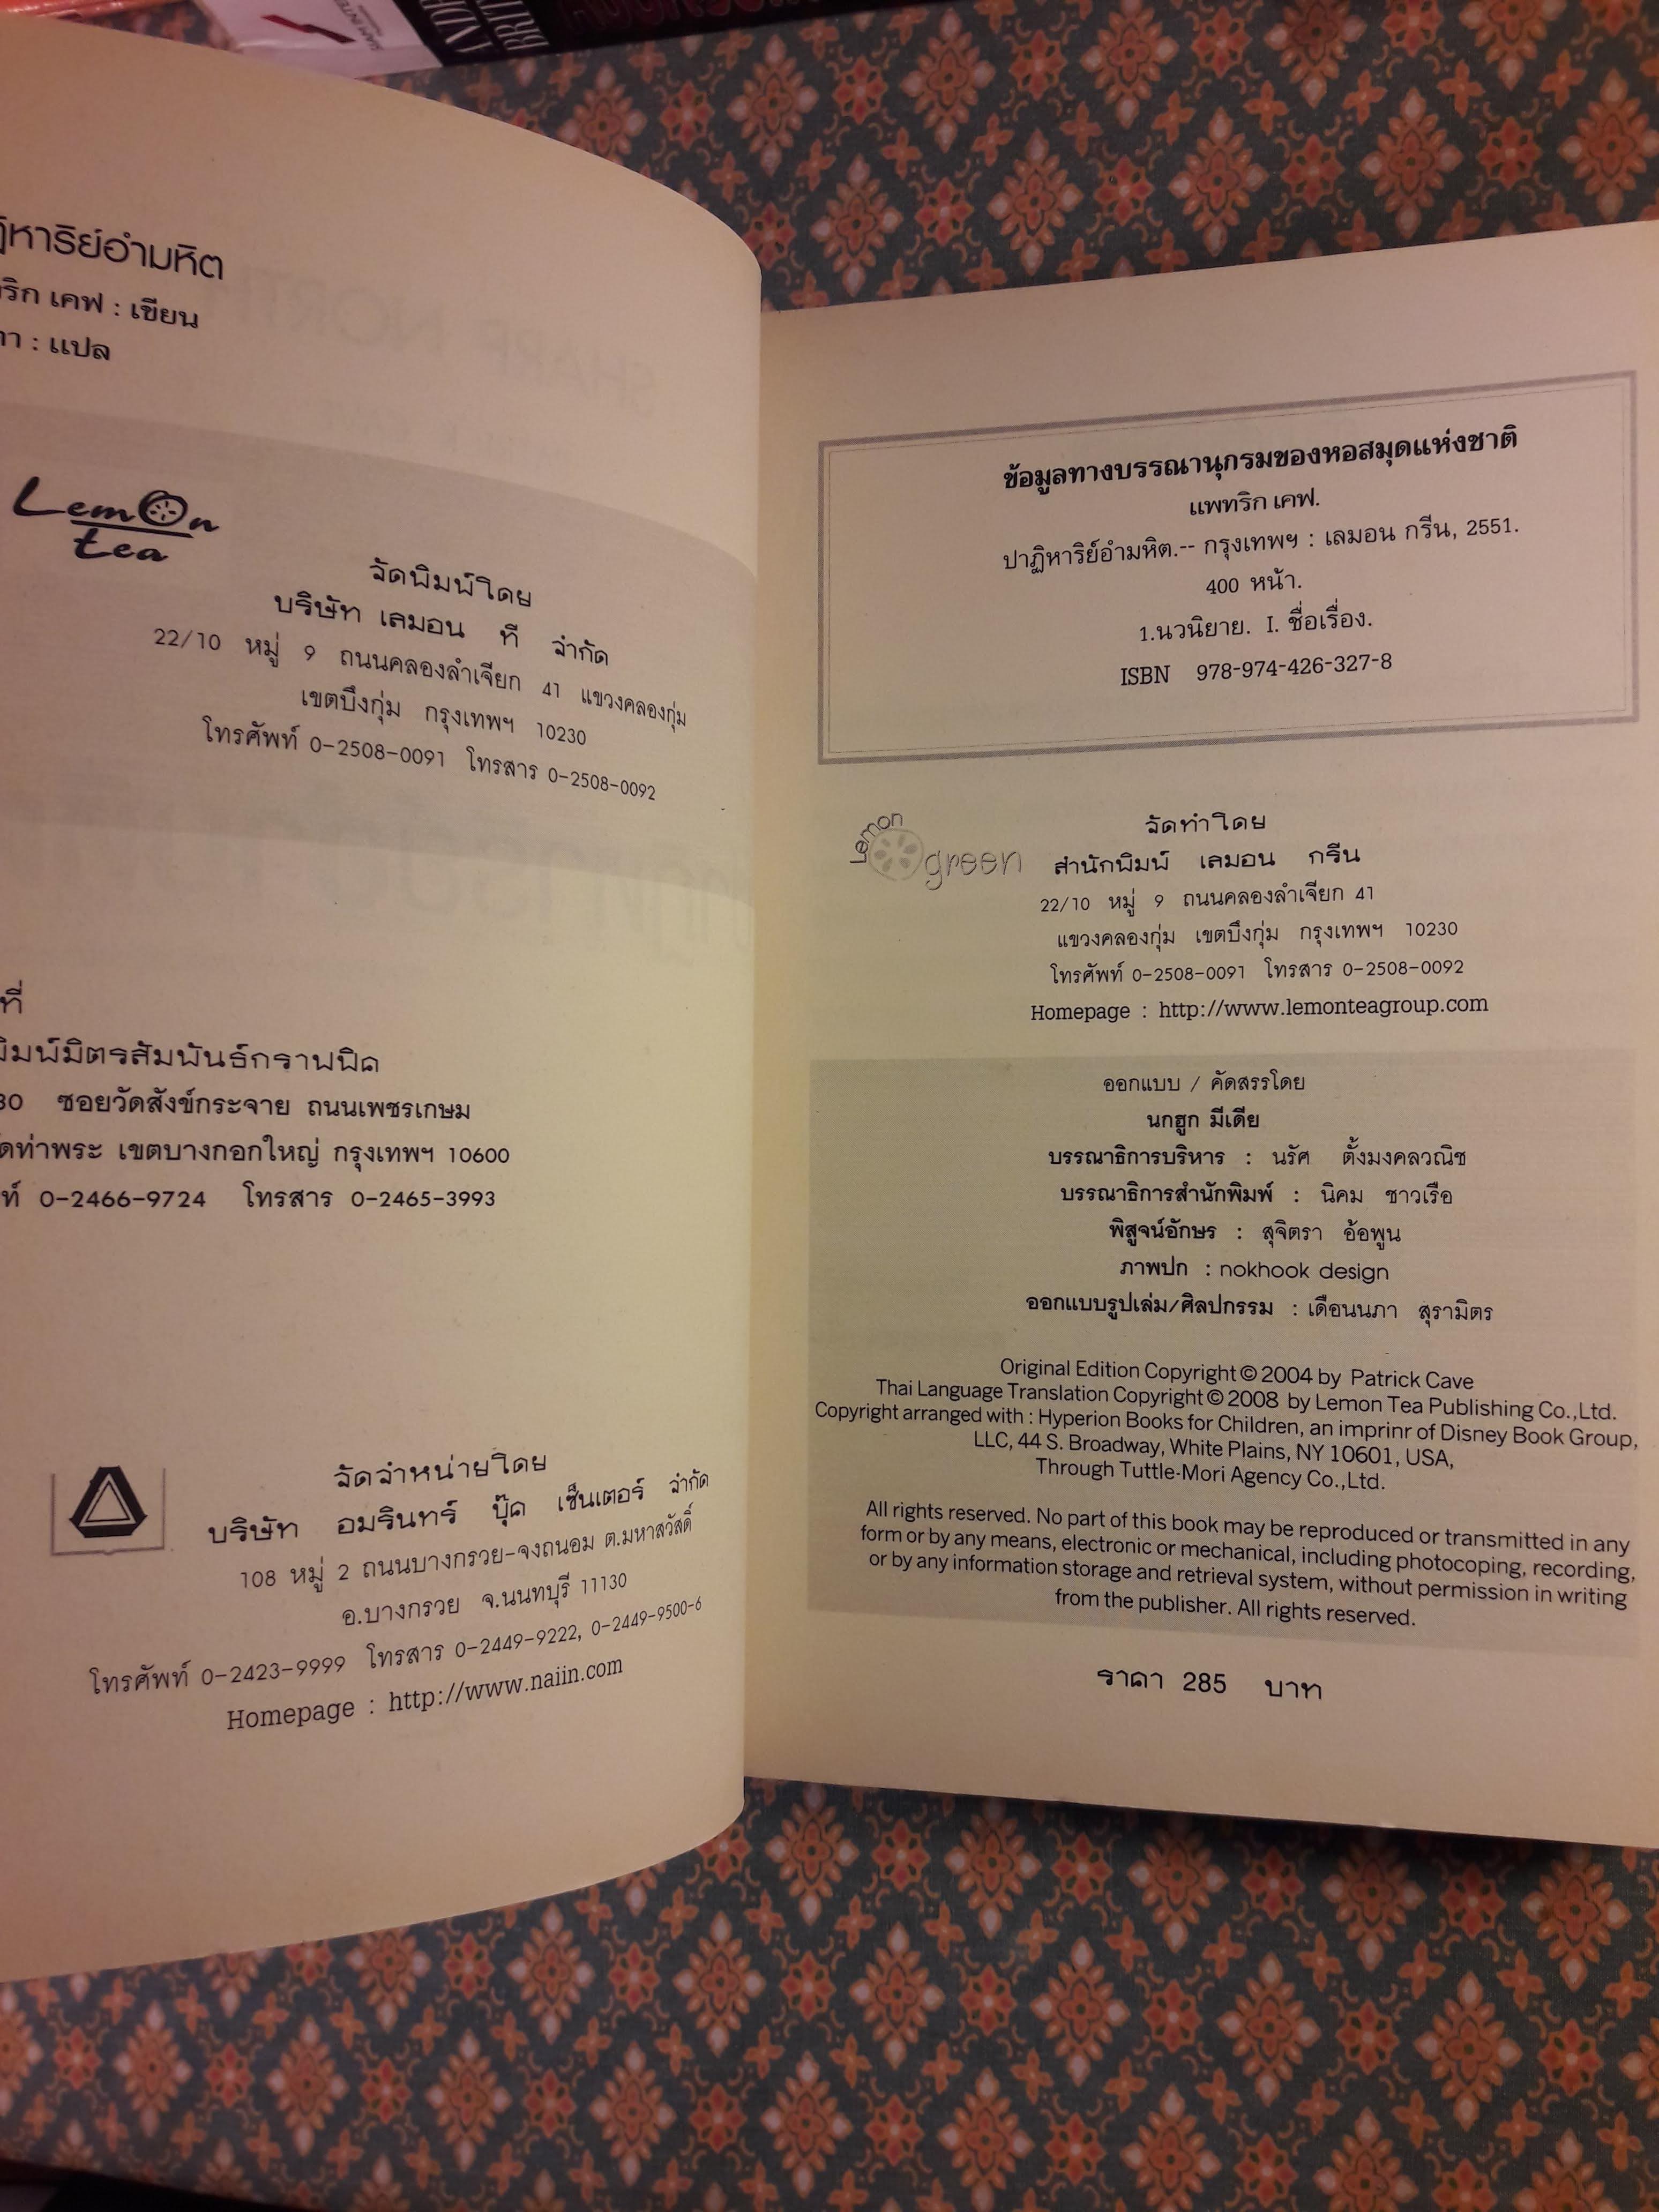 ฏิหาริย์อำมหิต
ริก เคฟ : เขียน
: แปล
Lemon
tea
จัดพิมพ์โดย
บริษัท เลมอน ที จำกัด
22/10 หมู่ 9 ถนนคลองลำเจียก 41 แขวงคลองกุ่ม
เขตบึงกุ่ม กรุงเทพฯ 10230
โทรศัพท์ 0-2508-0091 โทรสาร 0-2508-0092
ที่
พิมพ์มิตรสัมพันธ์กราฟฟิค
30 ซอยวัดสังข์กระจาย ถนนเพชรเกษม
ดท่าพระ เขตบางกอกใหญ่ กรุงเทพฯ 10600
ท์ 0-2466-9724 โทรสาร 0-2465-3993
จัดจำหน่ายโดย
บริษัท อมรินทร์ บุ๊ค เซ็นเตอร์ จำกัด
108 หมู่ 2 ถนนบางกรวย-จงถนอม ต.มหาสวัสดิ์
อ.บางกรวย จ.นนทบุรี 11130
โทรศัพท์ 0-2423-9999 โทรสาร 0-2449-9222, 0-2449-9500-6
Homepage : http://www.naiin.com
ข้อมูลทางบรรณานุกรมของหอสมุดแห่งชาติ
แพทริก เคฟ.
ปาฏิหาริย์อำมหิต.-- กรุงเทพฯ : เลมอน กรีน, 2551.
400 หน้า.
1.นวนิยาย. I. ชื่อเรื่อง.
ISBN 978-974-426-327-8
Lemon green
จัดทำโดย
สำนักพิมพ์ เลมอน กรีน
22/10 หมู่ 9 ถนนคลองลำเจียก 41
แขวงคลองกุ่ม เขตบึงกุ่ม กรุงเทพฯ 10230
โทรศัพท์ 0-2508-0091 โทรสาร 0-2508-0092
Homepage : http://www.lemonteagroup.com
ออกแบบ / คัดสรรโดย
นกฮูก มีเดีย
บรรณาธิการบริหาร : นรัศ ตั้งมงคลวณิช
บรรณาธิการสำนักพิมพ์ : นิคม ชาวเรือ
พิสูจน์อักษร : สุจิตรา อ้อพูน
ภาพปก : nokhook design
ออกแบบรูปเล่ม/ศิลปกรรม : เดือนนภา สุรามิตร
Original Edition Copyright © 2004 by Patrick Cave
Thai Language Translation Copyright © 2008 by Lemon Tea Publishing Co.,Ltd.
Copyright arranged with : Hyperion Books for Children, an imprinr of Disney Book Group,
LLC, 44 S. Broadway, White Plains, NY 10601, USA,
Through Tuttle-Mori Agency Co.,Ltd.
All rights reserved. No part of this book may be reproduced or transmitted in any
form or by any means, electronic or mechanical, including photocoping, recording,
or by any information storage and retrieval system, without permission in writing
from the publisher. All rights reserved.
ราคา 285 บาท